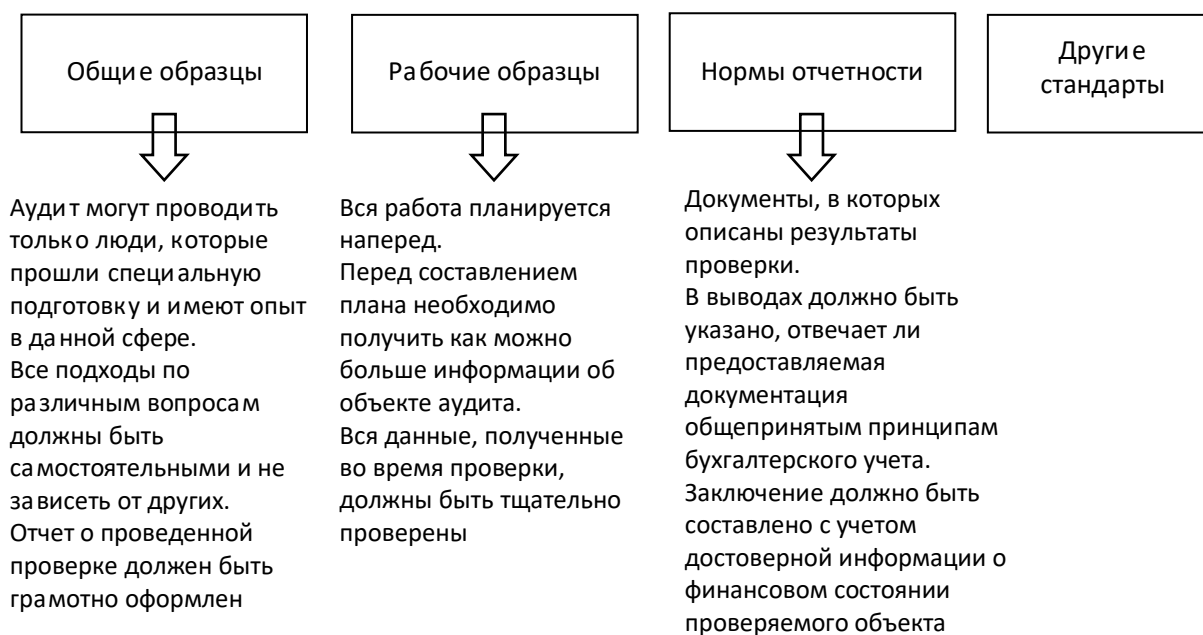 Общие образцы
Рабочие образцы
Нормы отчетности
Другие
стандарты
Аудит могут проводить
только люди, которые
прошли специальную
подготовку и имеют опыт
в данной сфере.
Все подходы по
различным вопросам
должны быть
самостоятельными и не
зависеть от других.
Отчет о проведенной
проверке должен быть
грамотно оформлен
Вся работа планируется
наперед.
Перед составлением
плана необходимо
получить как можно
больше информации об
объекте аудита.
Вся данные, полученные
во время проверки,
должны быть тщательно
проверены
Документы, в которых
описаны результаты
проверки.
В выводах должно быть
указано, отвечает ли
предоставляемая
документация
общепринятым принципам
бухгалтерского учета.
Заключение должно быть
составлено с учетом
достоверной информации о
финансовом состоянии
проверяемого объекта